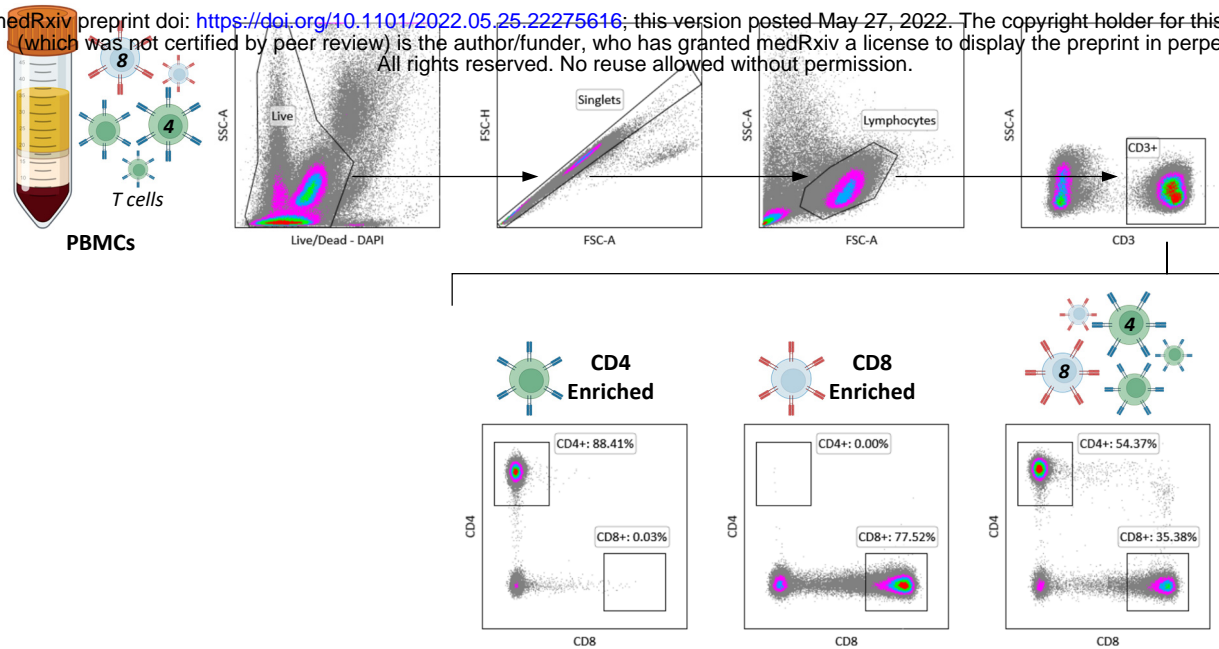 nedRxiv preprint doi: https://doi.org/10.1101/2022.05.25.22275616; this version posted May 27, 2022. The copyright holder for this
(which was not certified by peer review) is the author/funder, who has granted medRxiv a license to display the preprint in perpe
All rights reserved. No reuse allowed without permission.
8
4
T cells
PBMCs
SSC-A
Live
Live/Dead - DAPI
FSC-H
Singlets
FSC-A
SSC-A
Lymphocytes
FSC-A
SSC-A
CD3+
CD3
CD4
Enriched
CD8
Enriched
4
8
CD4+: 88.41%
CD8+: 0.03%
CD4
CD8
CD4+: 0.00%
CD8+: 77.52%
CD4
CD8
CD4+: 54.37%
CD8+: 35.38%
CD4
CD8